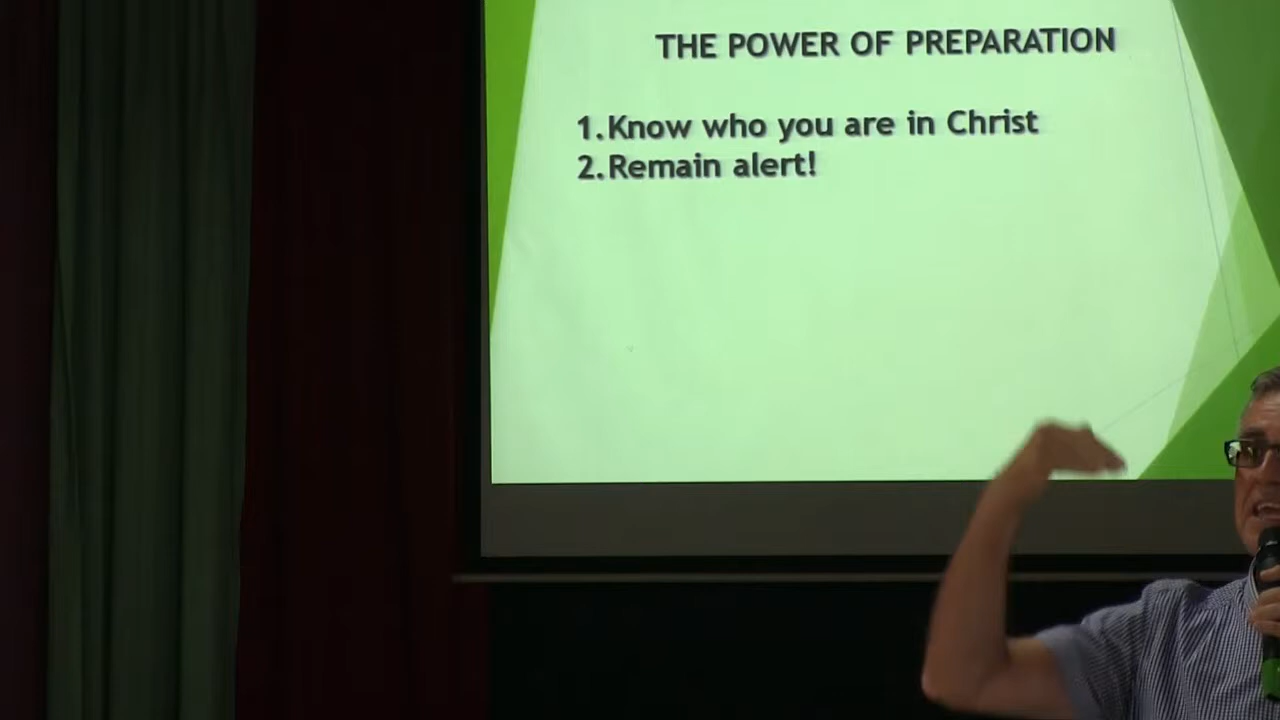 THE POWER OF PREPARATION
1.Know who you are in Christ
2.Remain alert!